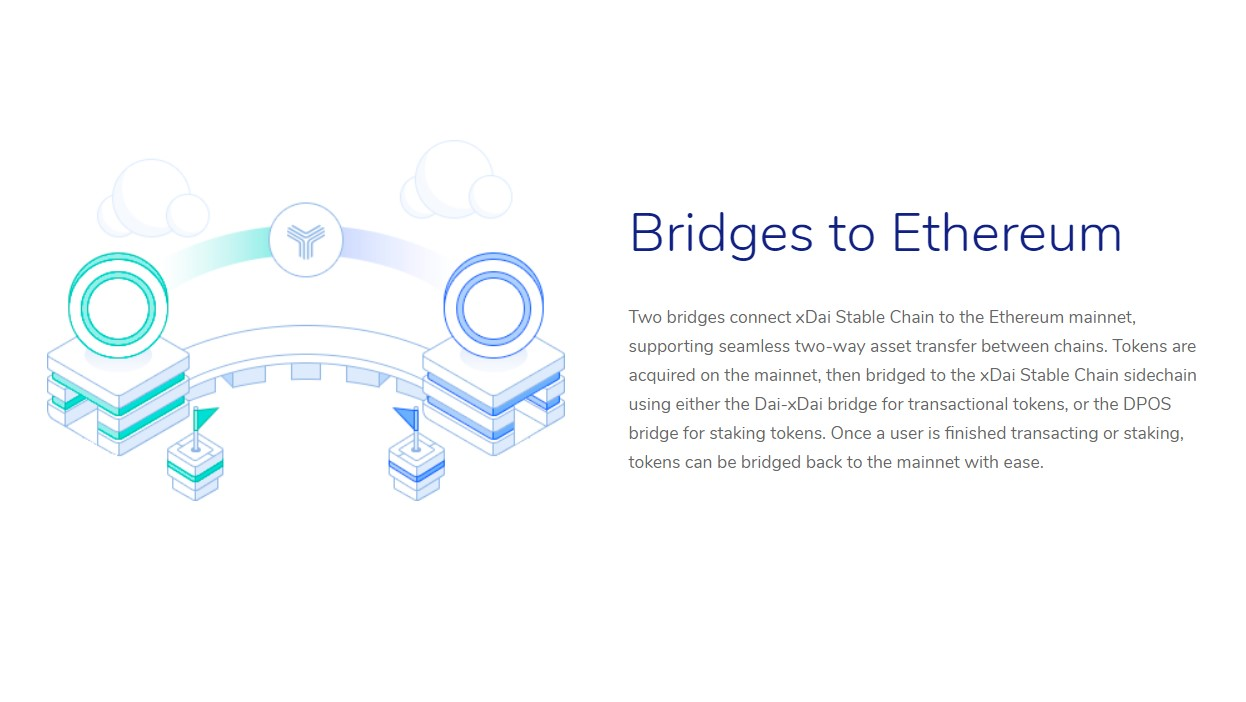 Bridges to Ethereum
Two bridges connect xDai Stable Chain to the Ethereum mainnet,
supporting seamless two-way asset transfer between chains. Tokens are
acquired on the mainnet, then bridged to the xDai Stable Chain sidechain
using either the Dai-xDai bridge for transactional tokens, or the DPOS
bridge for staking tokens. Once a user is finished transacting or staking,
tokens can be bridged back to the mainnet with ease.